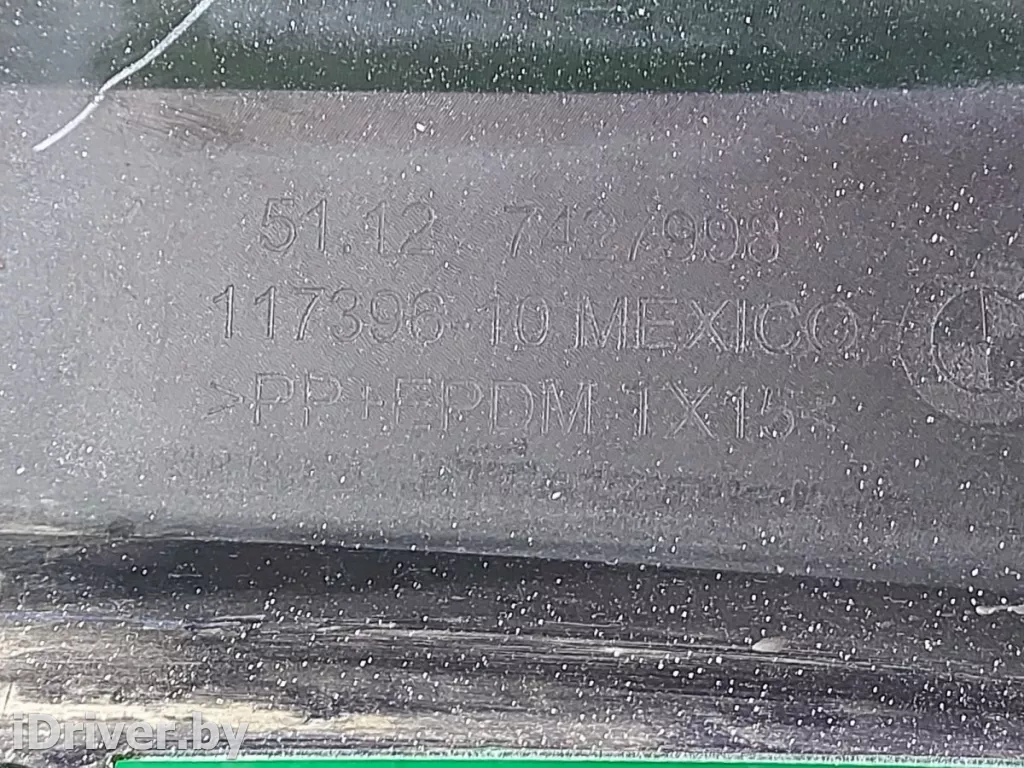 51.12 7427998
117396-10 MEXICO
>PP+EPDM 1X15<
iDriver.by